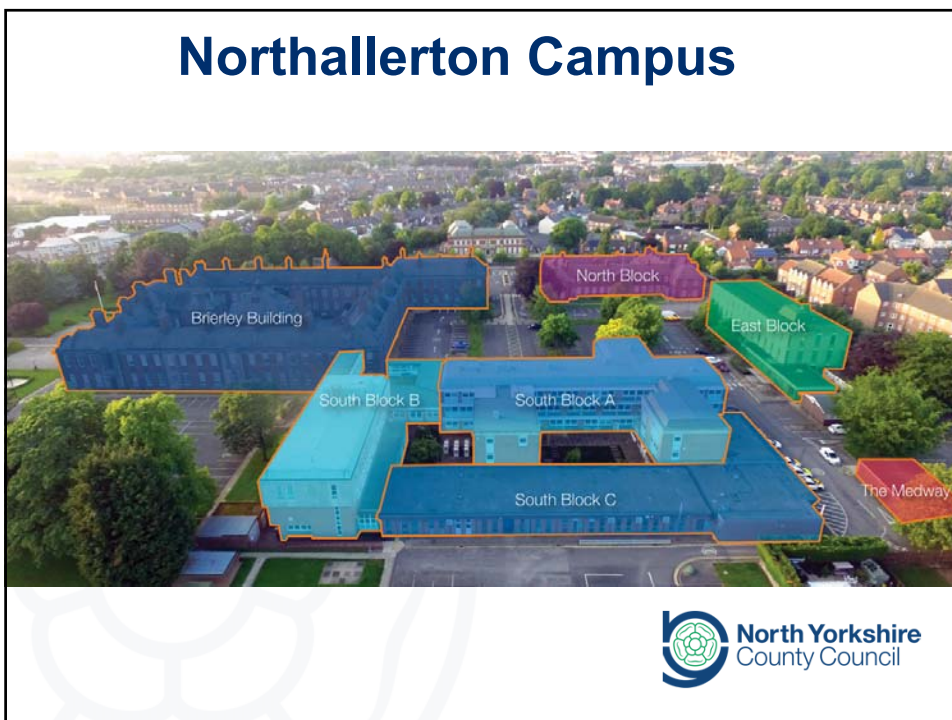 Northallerton Campus
North Block
Brierley Building
East Block
South Block B
South Block A
The Medway
South Block C
North Yorkshire
County Council